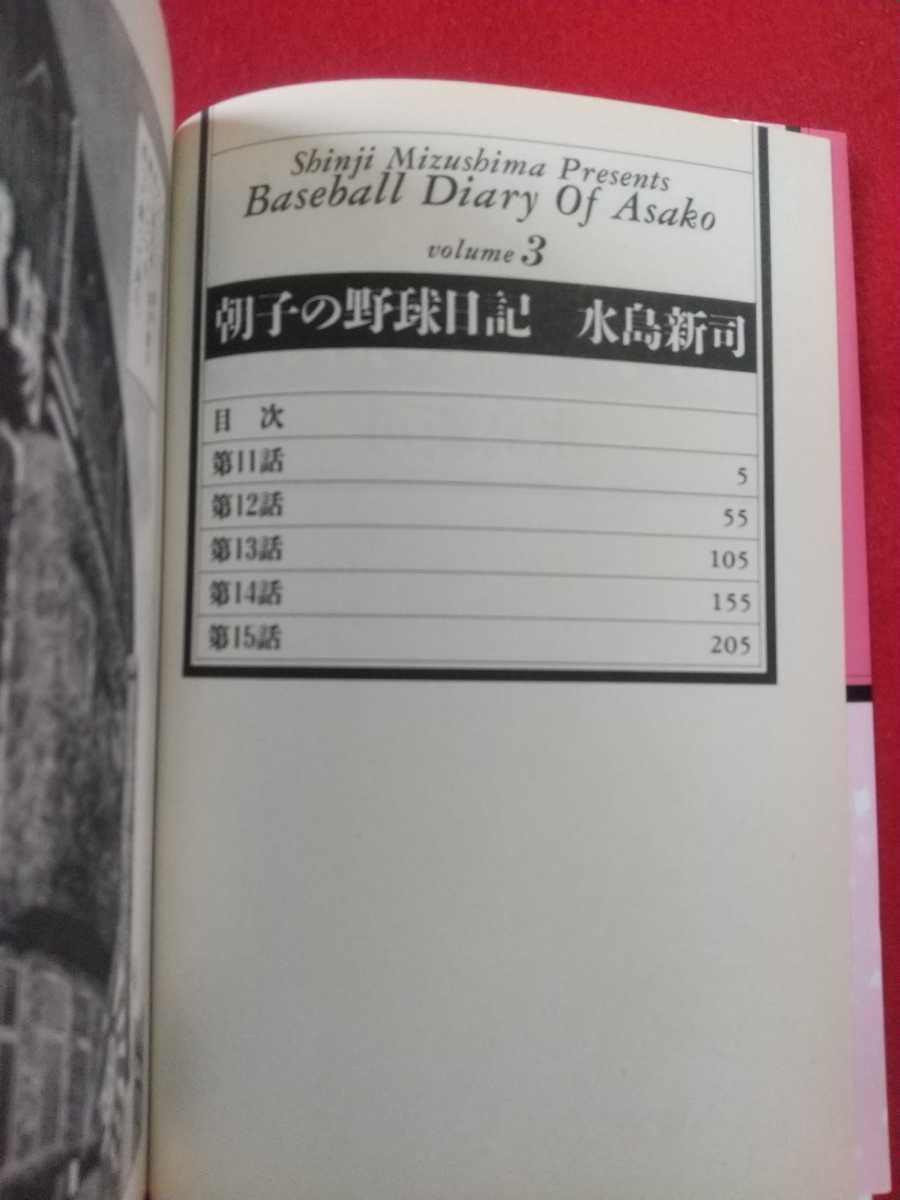 Shinji Mizushima Presents
Baseball Diary Of Asako
volume 3
朝子の野球日記 水島新司
目 次
第11話 5
第12話 55
第13話 105
第14話 155
第15話 205